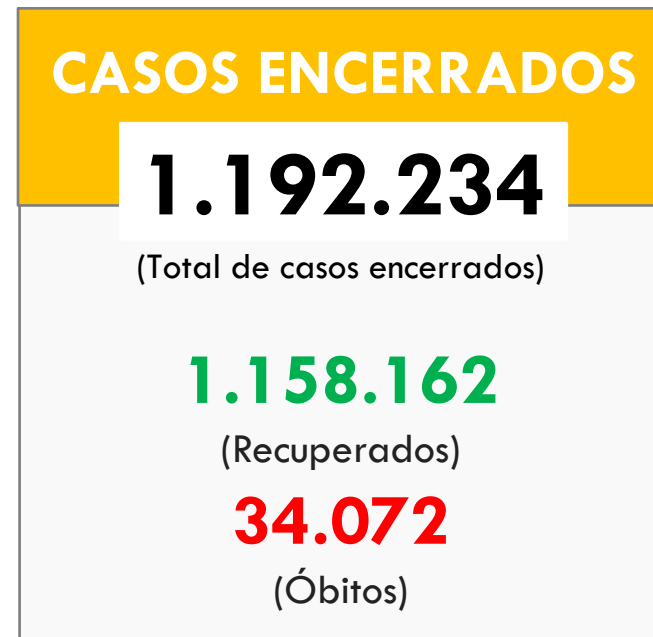 CASOS ENCERRADOS
1.192.234
(Total de casos encerrados)
1.158.162
(Recuperados)
34.072
(Óbitos)